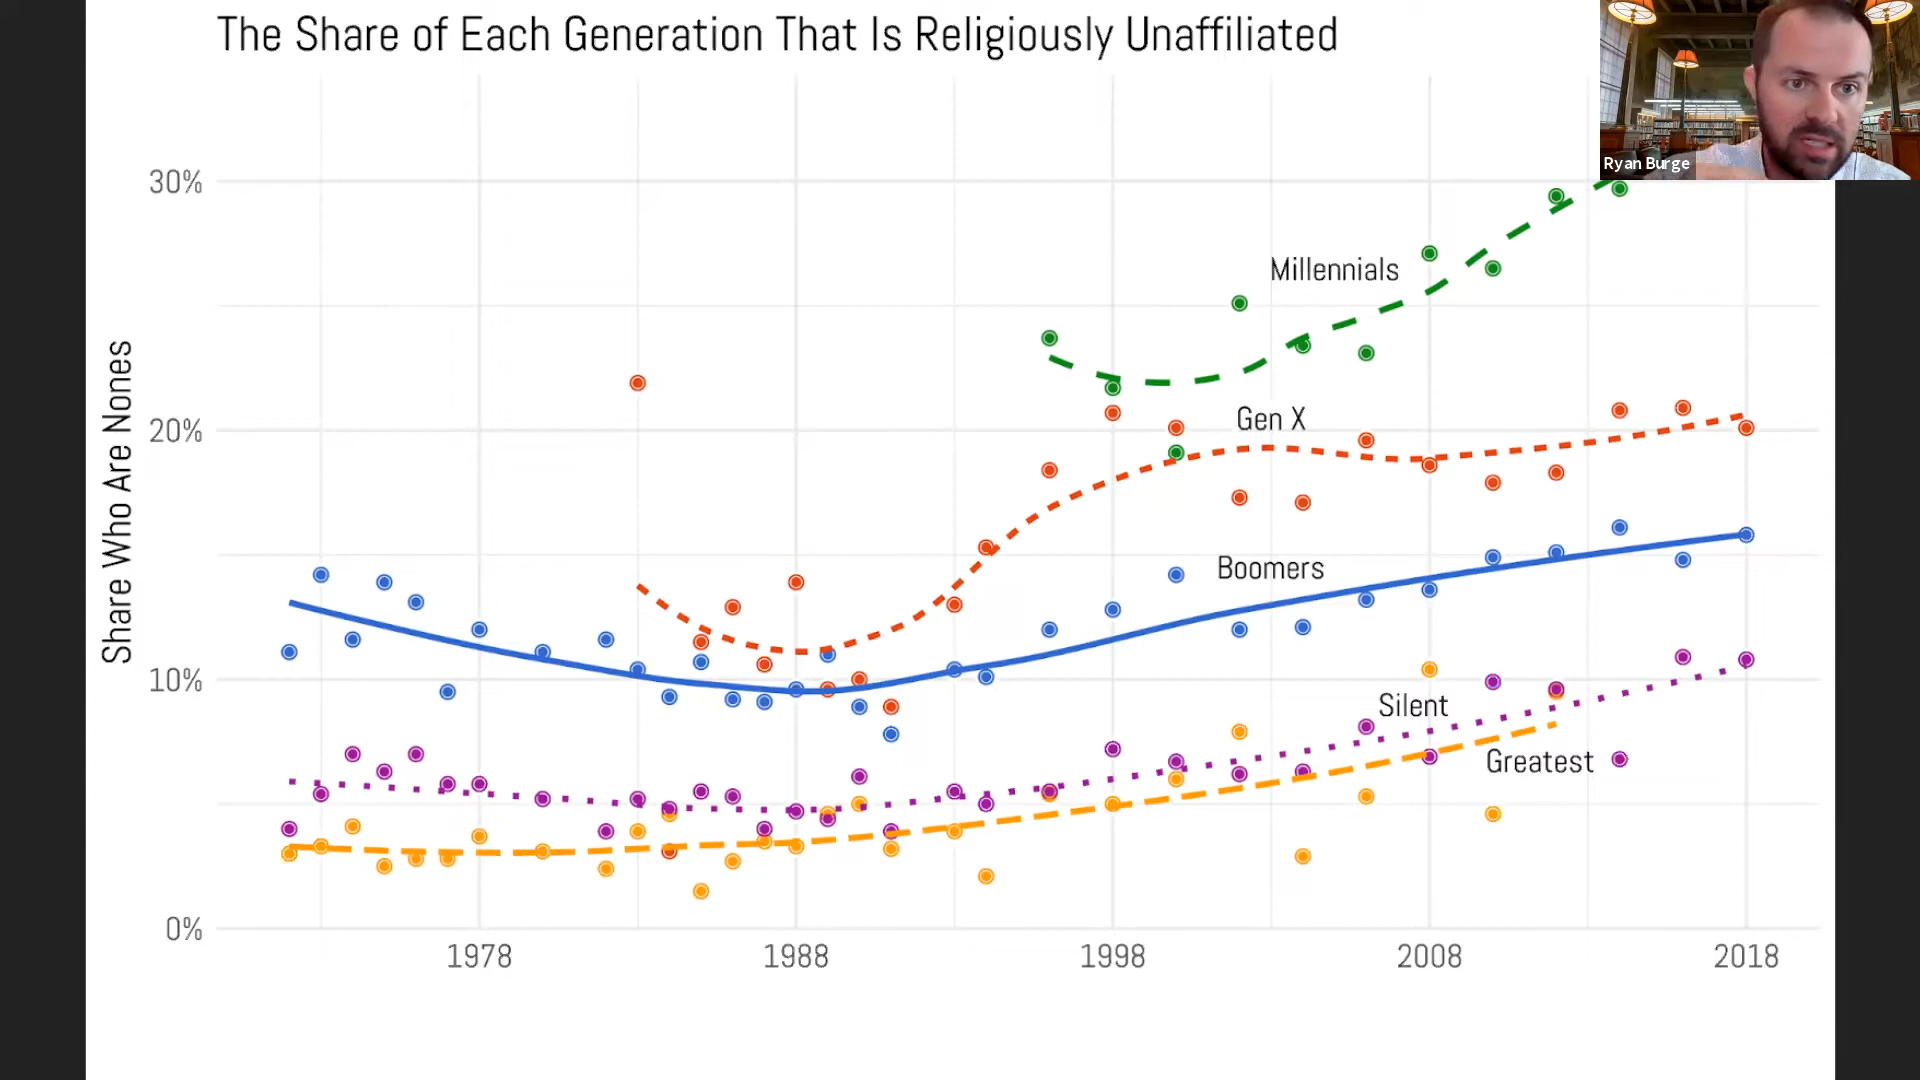 The Share of Each Generation That Is Religiously Unaffiliated
Ryan Burge
30%
Millennials
Gen X
20%
Share Who Are Nones
Boomers
10%
Silent
Greatest
0%
1978 1988 1998 2008 2018